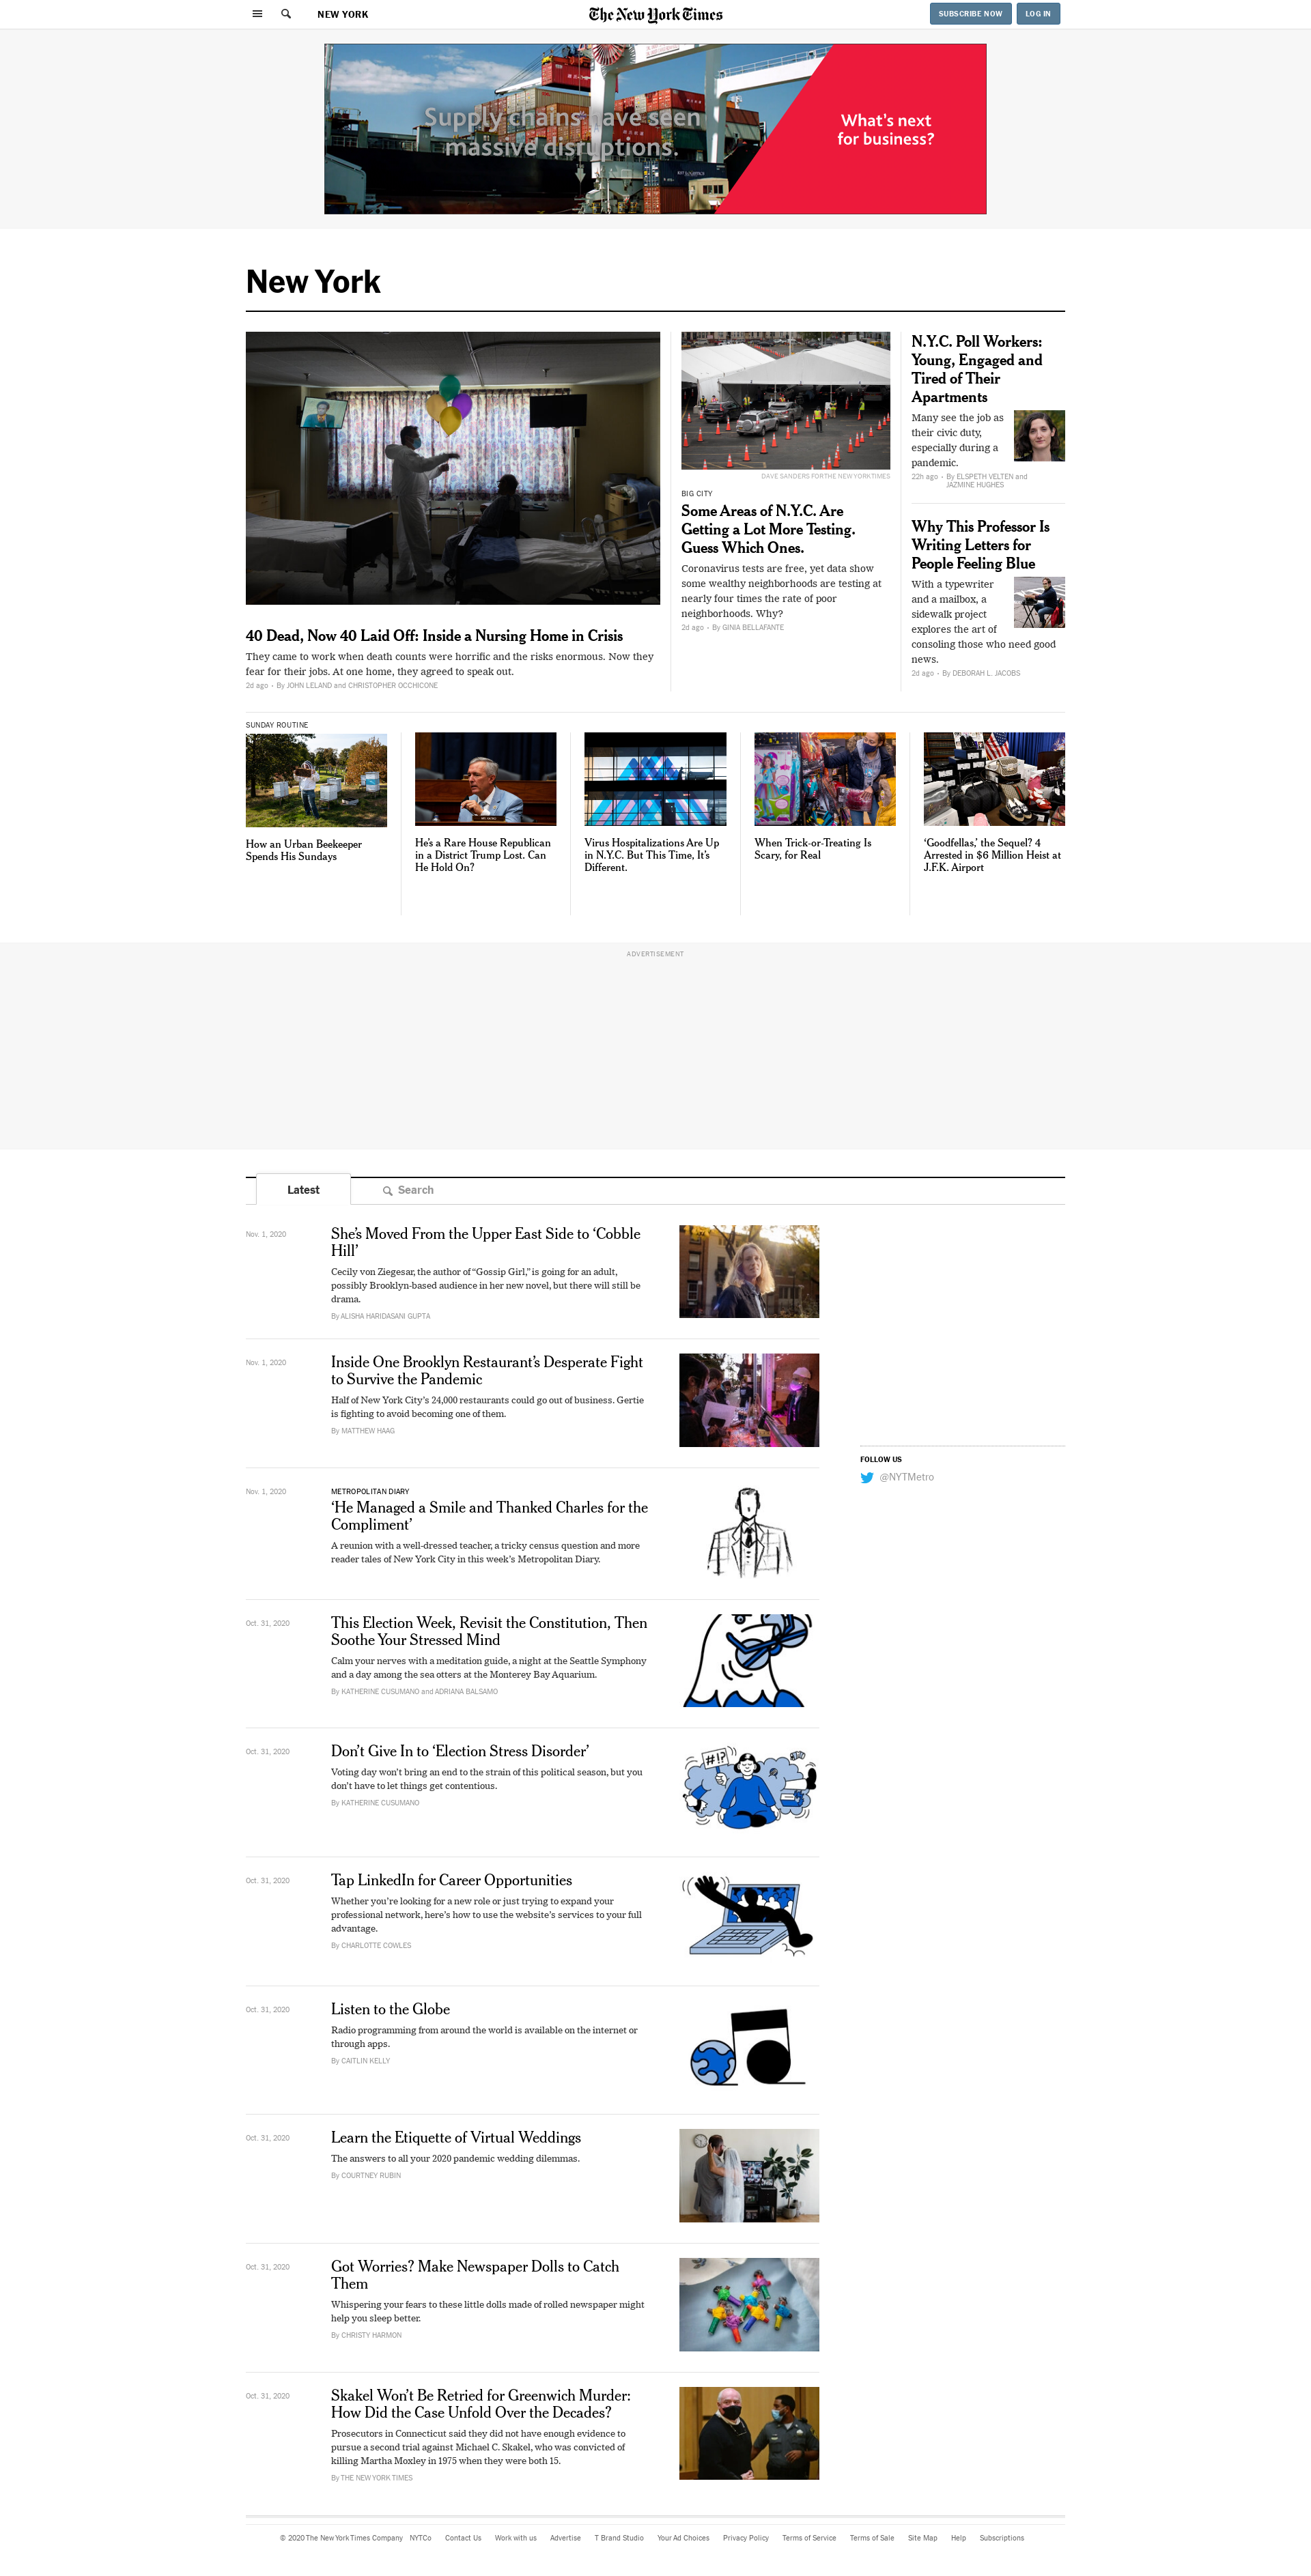 NEW YORK
The New York Times
SUBSCRIBE NOW
LOG IN
Supply chains have seen
massive disruptions.
What's next
for business?
New York
40 Dead, Now 40 Laid Off: Inside a Nursing Home in Crisis
They came to work when death counts were horrific and the risks enormous. Now they
fear for their jobs. At one home, they agreed to speak out.
2d ago • By JOHN LELAND and CHRISTOPHER OCCHICONE
DAVE SANDERS FOR THE NEW YORK TIMES
BIG CITY
Some Areas of N.Y.C. Are
Getting a Lot More Testing.
Guess Which Ones.
Coronavirus tests are free, yet data show
some wealthy neighborhoods are testing at
nearly four times the rate of poor
neighborhoods. Why?
2d ago • By GINIA BELLAFANTE
N.Y.C. Poll Workers:
Young, Engaged and
Tired of Their
Apartments
Many see the job as
their civic duty,
especially during a
pandemic.
22h ago • By ELSPETH VELTEN and
JAZMINE HUGHES
Why This Professor Is
Writing Letters for
People Feeling Blue
With a typewriter
and a mailbox, a
sidewalk project
explores the art of
consoling those who need good
news.
2d ago • By DEBORAH L. JACOBS
SUNDAY ROUTINE
How an Urban Beekeeper
Spends His Sundays
He's a Rare House Republican
in a District Trump Lost. Can
He Hold On?
Virus Hospitalizations Are Up
in N.Y.C. But This Time, It's
Different.
When Trick-or-Treating Is
Scary, for Real
‘Goodfellas,’ the Sequel? 4
Arrested in $6 Million Heist at
J.F.K. Airport
ADVERTISEMENT
Latest
Search
Nov. 1, 2020
She’s Moved From the Upper East Side to ‘Cobble
Hill’
Cecily von Ziegesar, the author of “Gossip Girl,” is going for an adult,
possibly Brooklyn-based audience in her new novel, but there will still be
drama.
By ALISHA HARIDASANI GUPTA
Nov. 1, 2020
Inside One Brooklyn Restaurant’s Desperate Fight
to Survive the Pandemic
Half of New York City’s 24,000 restaurants could go out of business. Gertie
is fighting to avoid becoming one of them.
By MATTHEW HAAG
FOLLOW US
@NYTMetro
Nov. 1, 2020
METROPOLITAN DIARY
‘He Managed a Smile and Thanked Charles for the
Compliment’
A reunion with a well-dressed teacher, a tricky census question and more
reader tales of New York City in this week’s Metropolitan Diary.
Oct. 31, 2020
This Election Week, Revisit the Constitution, Then
Soothe Your Stressed Mind
Calm your nerves with a meditation guide, a night at the Seattle Symphony
and a day among the sea otters at the Monterey Bay Aquarium.
By KATHERINE CUSUMANO and ADRIANA BALSAMO
Oct. 31, 2020
Don’t Give In to ‘Election Stress Disorder’
Voting day won’t bring an end to the strain of this political season, but you
don’t have to let things get contentious.
By KATHERINE CUSUMANO
#!?
Oct. 31, 2020
Tap LinkedIn for Career Opportunities
Whether you’re looking for a new role or just trying to expand your
professional network, here’s how to use the website’s services to your full
advantage.
By CHARLOTTE COWLES
Oct. 31, 2020
Listen to the Globe
Radio programming from around the world is available on the internet or
through apps.
By CAITLIN KELLY
Oct. 31, 2020
Learn the Etiquette of Virtual Weddings
The answers to all your 2020 pandemic wedding dilemmas.
By COURTNEY RUBIN
Oct. 31, 2020
Got Worries? Make Newspaper Dolls to Catch
Them
Whispering your fears to these little dolls made of rolled newspaper might
help you sleep better.
By CHRISTY HARMON
Oct. 31, 2020
Skakel Won’t Be Retried for Greenwich Murder:
How Did the Case Unfold Over the Decades?
Prosecutors in Connecticut said they did not have enough evidence to
pursue a second trial against Michael C. Skakel, who was convicted of
killing Martha Moxley in 1975 when they were both 15.
By THE NEW YORK TIMES
© 2020 The New York Times Company NYTCo Contact Us Work with us Advertise T Brand Studio Your Ad Choices Privacy Policy Terms of Service Terms of Sale Site Map Help Subscriptions